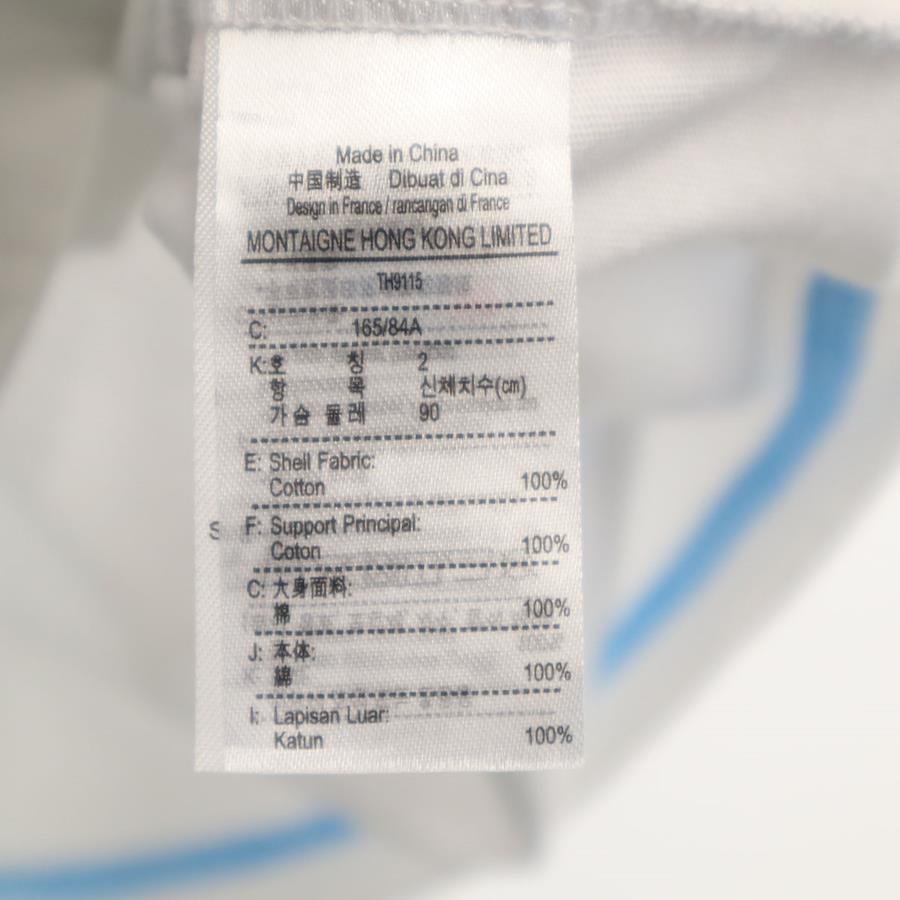 Made in China
中国制造 Dibuat di Cina
Design in France / rancangan di France
MONTAIGNE HONG KONG LIMITED
TH9115
C: 165/84A
K:호 칭 2
항 목 신체치수(cm)
가슴 둘레 90
E: Shell Fabric:
Cotton 100%
S
F: Support Principal:
Coton 100%
C: 大身面料:
棉 100%
J: 本体:
綿 100%
I: Lapisan Luar:
Katun 100%